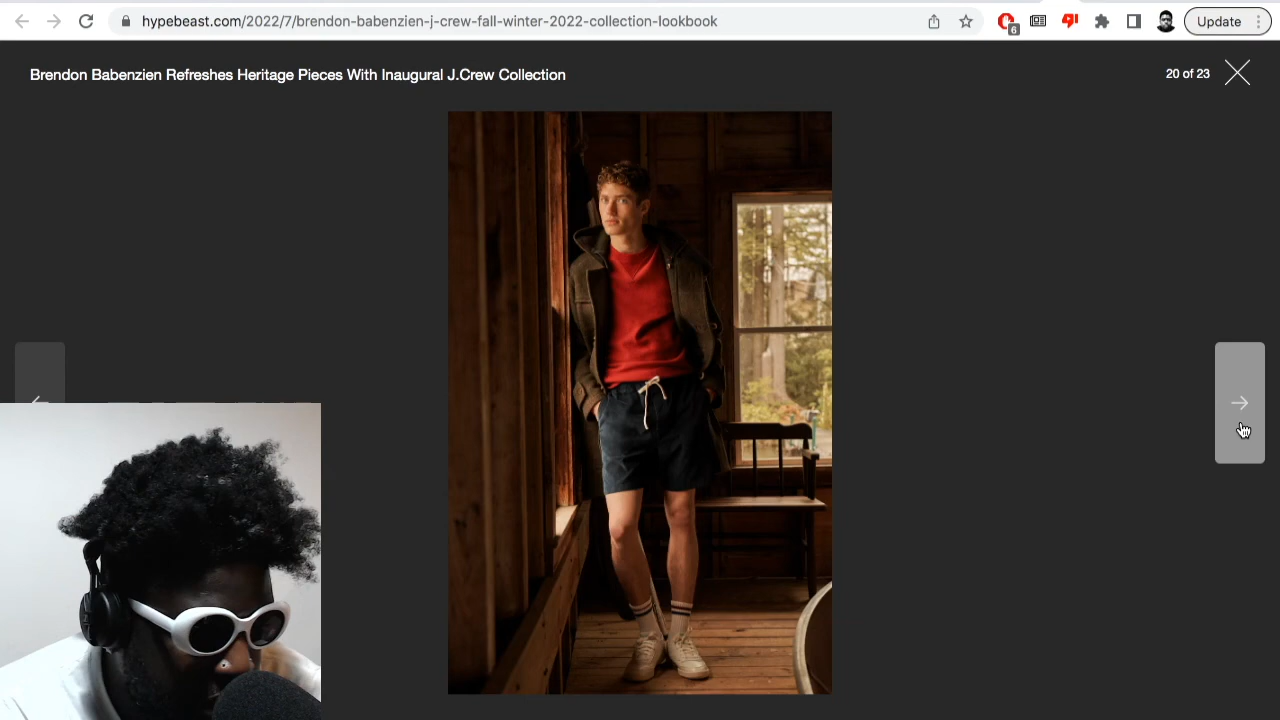 hypebeast.com/2022/7/brendon-babenzien-j-crew-fall-winter-2022-collection-lookbook
6
Update
Brendon Babenzien Refreshes Heritage Pieces With Inaugural J.Crew Collection
20 of 23